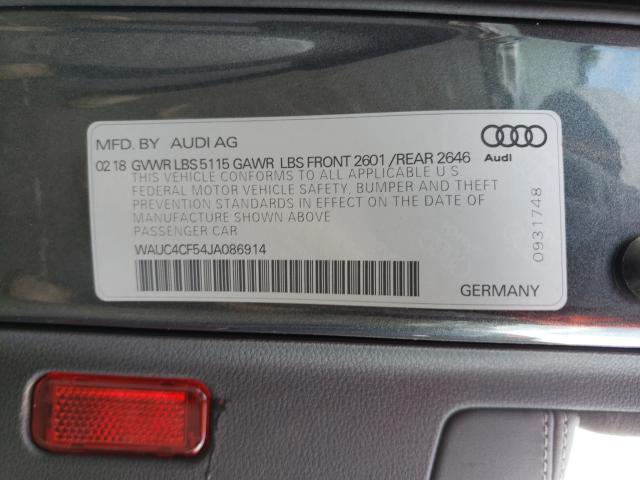 MFD. BY AUDI AG
02 18 GVWR LBS 5115 GAWR LBS FRONT 2601 /REAR 2646
THIS VEHICLE CONFORMS TO ALL APPLICABLE U S
FEDERAL MOTOR VEHICLE SAFETY, BUMPER AND THEFT
PREVENTION STANDARDS IN EFFECT ON THE DATE OF
MANUFACTURE SHOWN ABOVE
PASSENGER CAR
WAUC4CF54JA086914
Audi
0931748
GERMANY